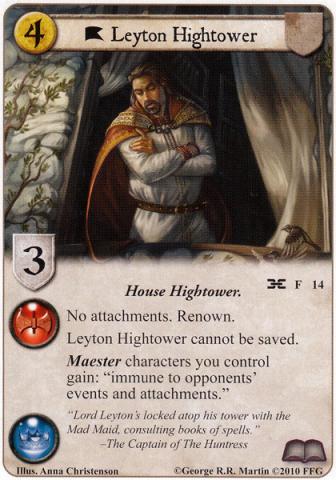 4
Leyton Hightower
3
F 14
House Hightower.
No attachments. Renown.
Leyton Hightower cannot be saved.
Maester characters you control
gain: “immune to opponents’
events and attachments.”
“Lord Leyton’s locked atop his tower with the
Mad Maid, consulting books of spells.”
–The Captain of The Huntress
Illus. Anna Christenson ©George R.R. Martin ©2010 FFG